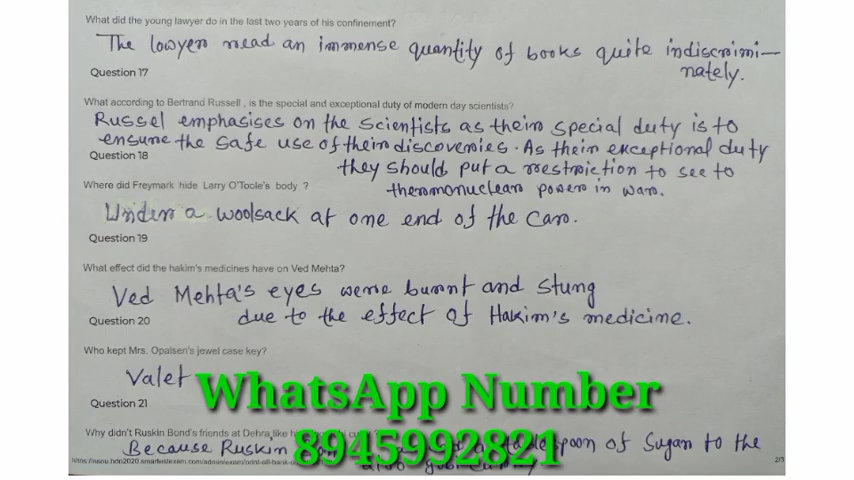 What did the young lawyer do in the last two years of his confinement?
The lowyer read an immense quantity of books quite indiscrimi-
nately.
Question 17
What according to Bertrand Russell , is the special and exceptional duty of modern day scientists?
Russel emphasises on the scientists as their special duty is to
ensure the safe use of their discoveries. As their exceptional duty
Question 18
they should put a restriction to see to
thermonuclear power in war.
Where did Freymark hide Larry O'Toole's body ?
Under a woolsack at one end of the car.
Question 19
What effect did the hakim's medicines have on Ved Mehta?
Ved Mehta's eyes were burnt and stung
due to the effect of Hakim's medicine.
Question 20
Who kept Mrs. Opalsen's jewel case key?
Valet
WhatsApp Number
Question 21
Why didn't Ruskin Bond's friends at Dehra, like
Because Ruskin spoon of Sugar to the
8945992821
also
2/3